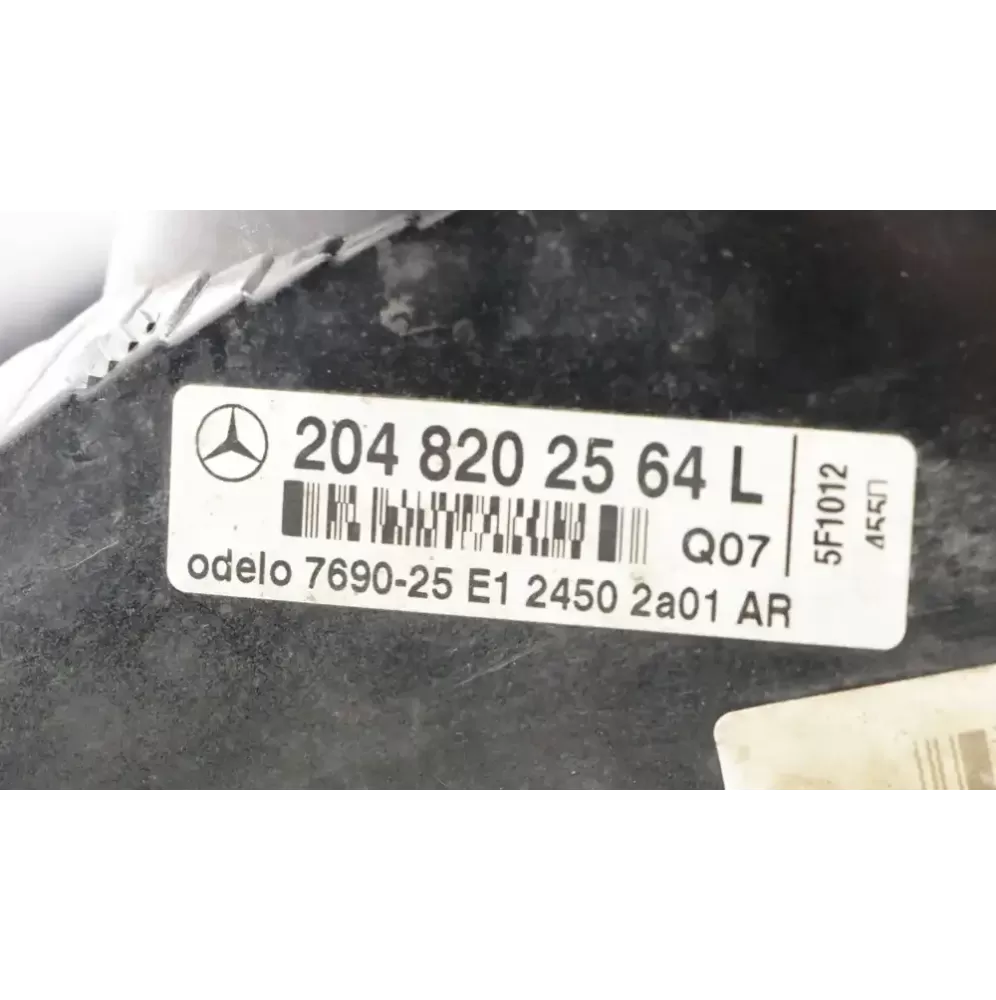 204 820 25 64 L
Q07
odelo 7690-25 E1 2450 2a01 AR
5F1012